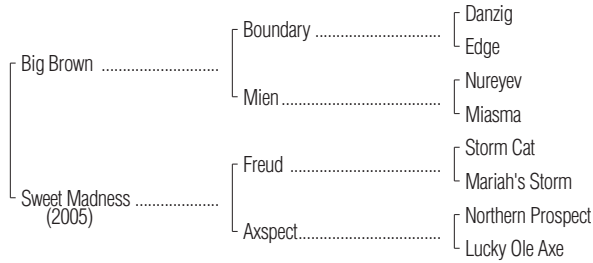 Danzig
Boundary ................................
Edge
Big Brown ..............................
Nureyev
Mien...........................................
Miasma
Storm Cat
Freud .......................................
Mariah's Storm
Sweet Madness .....................
(2005)
Northern Prospect
Axspect.....................................
Lucky Ole Axe